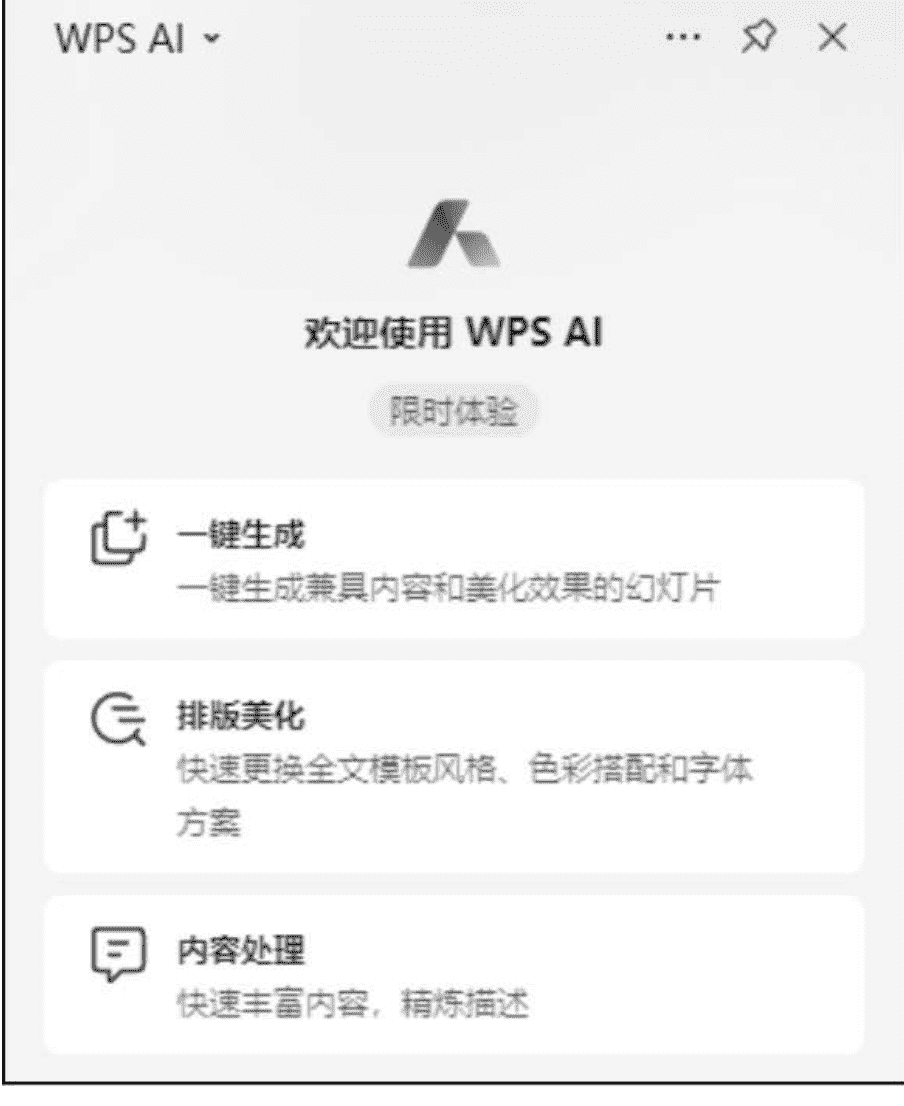 WPS AI
欢迎使用 WPS AI
限时体验
一键生成
一键生成兼具内容和美化效果的幻灯片
排版美化
快速更换全文模板风格、色彩搭配和字体
方案
内容处理
快速丰富内容，精炼描述